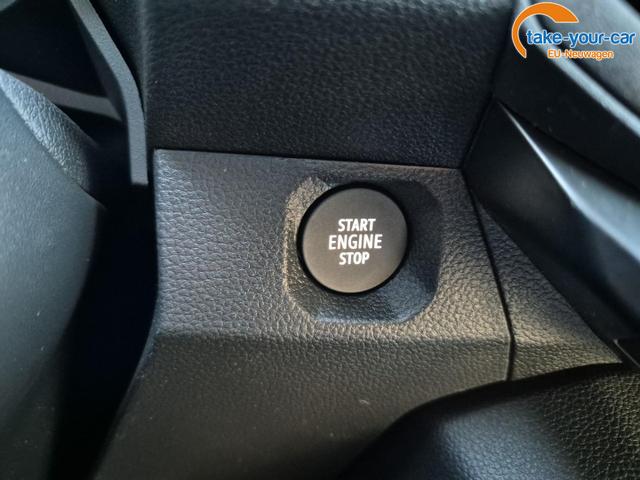 take-your-car
EU-Neuwagen
START
ENGINE
STOP